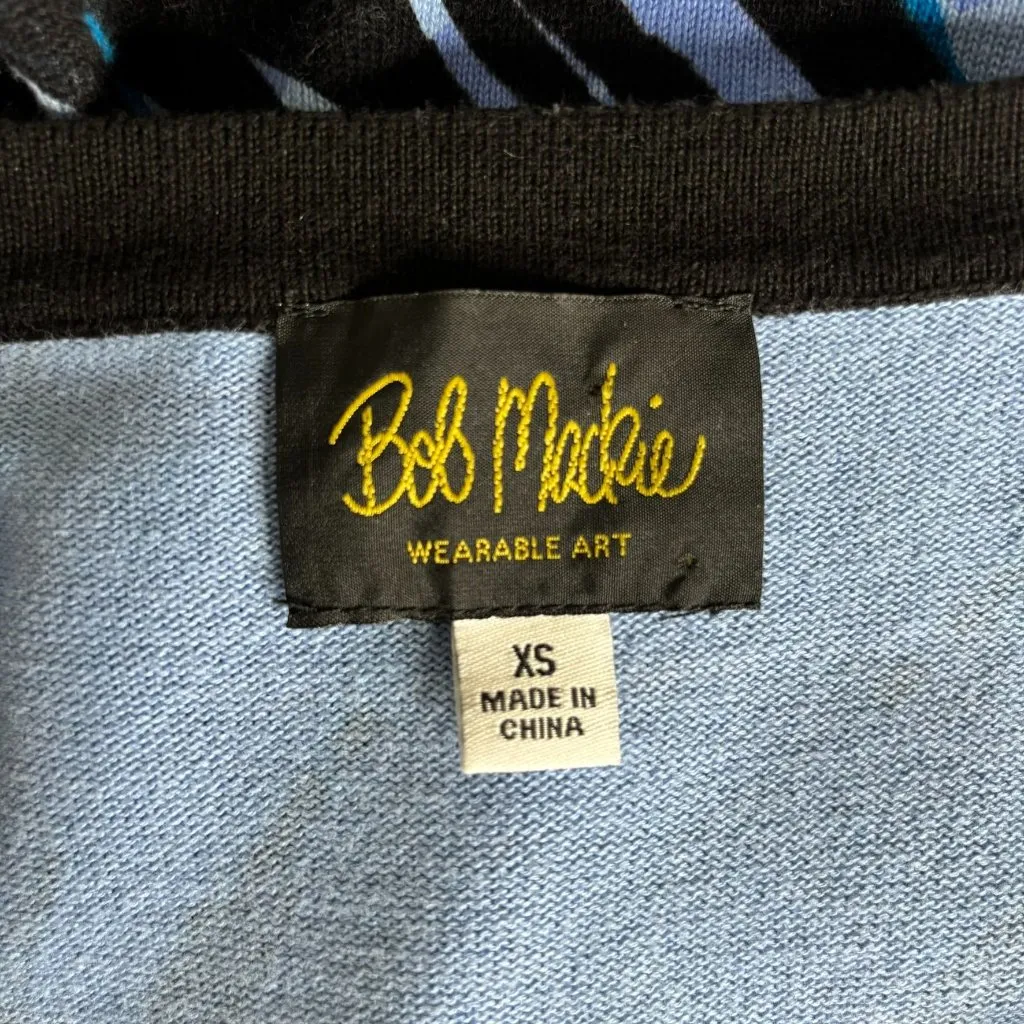 Bob Mackie
WEARABLE ART
XS
MADE IN
CHINA